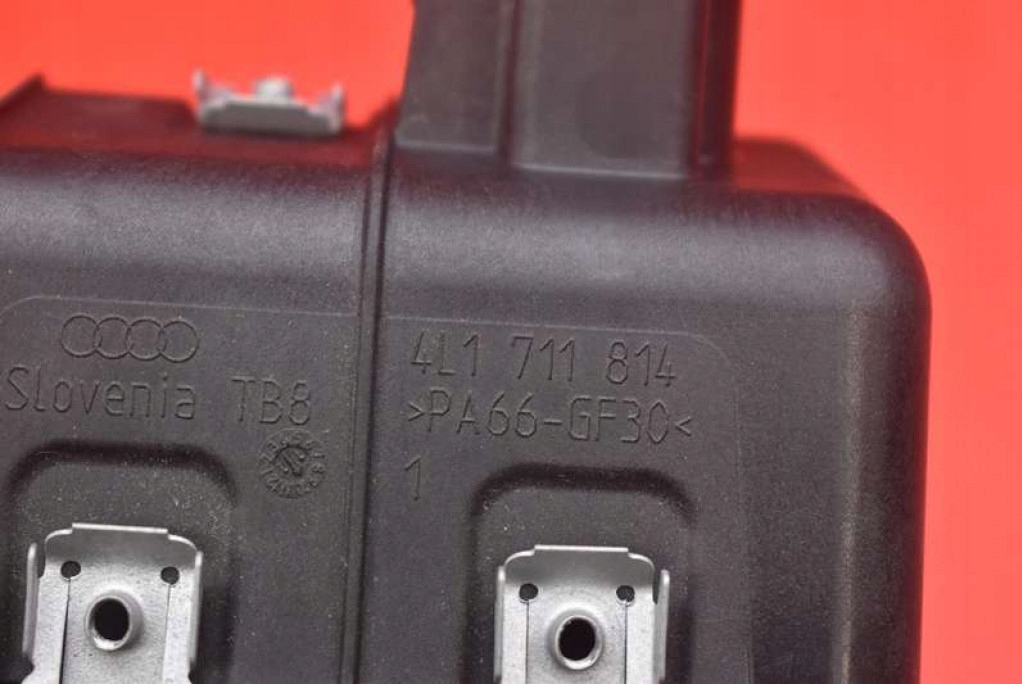 4L1 711 814
Slovenia TB8
>PA66-GF30<
1